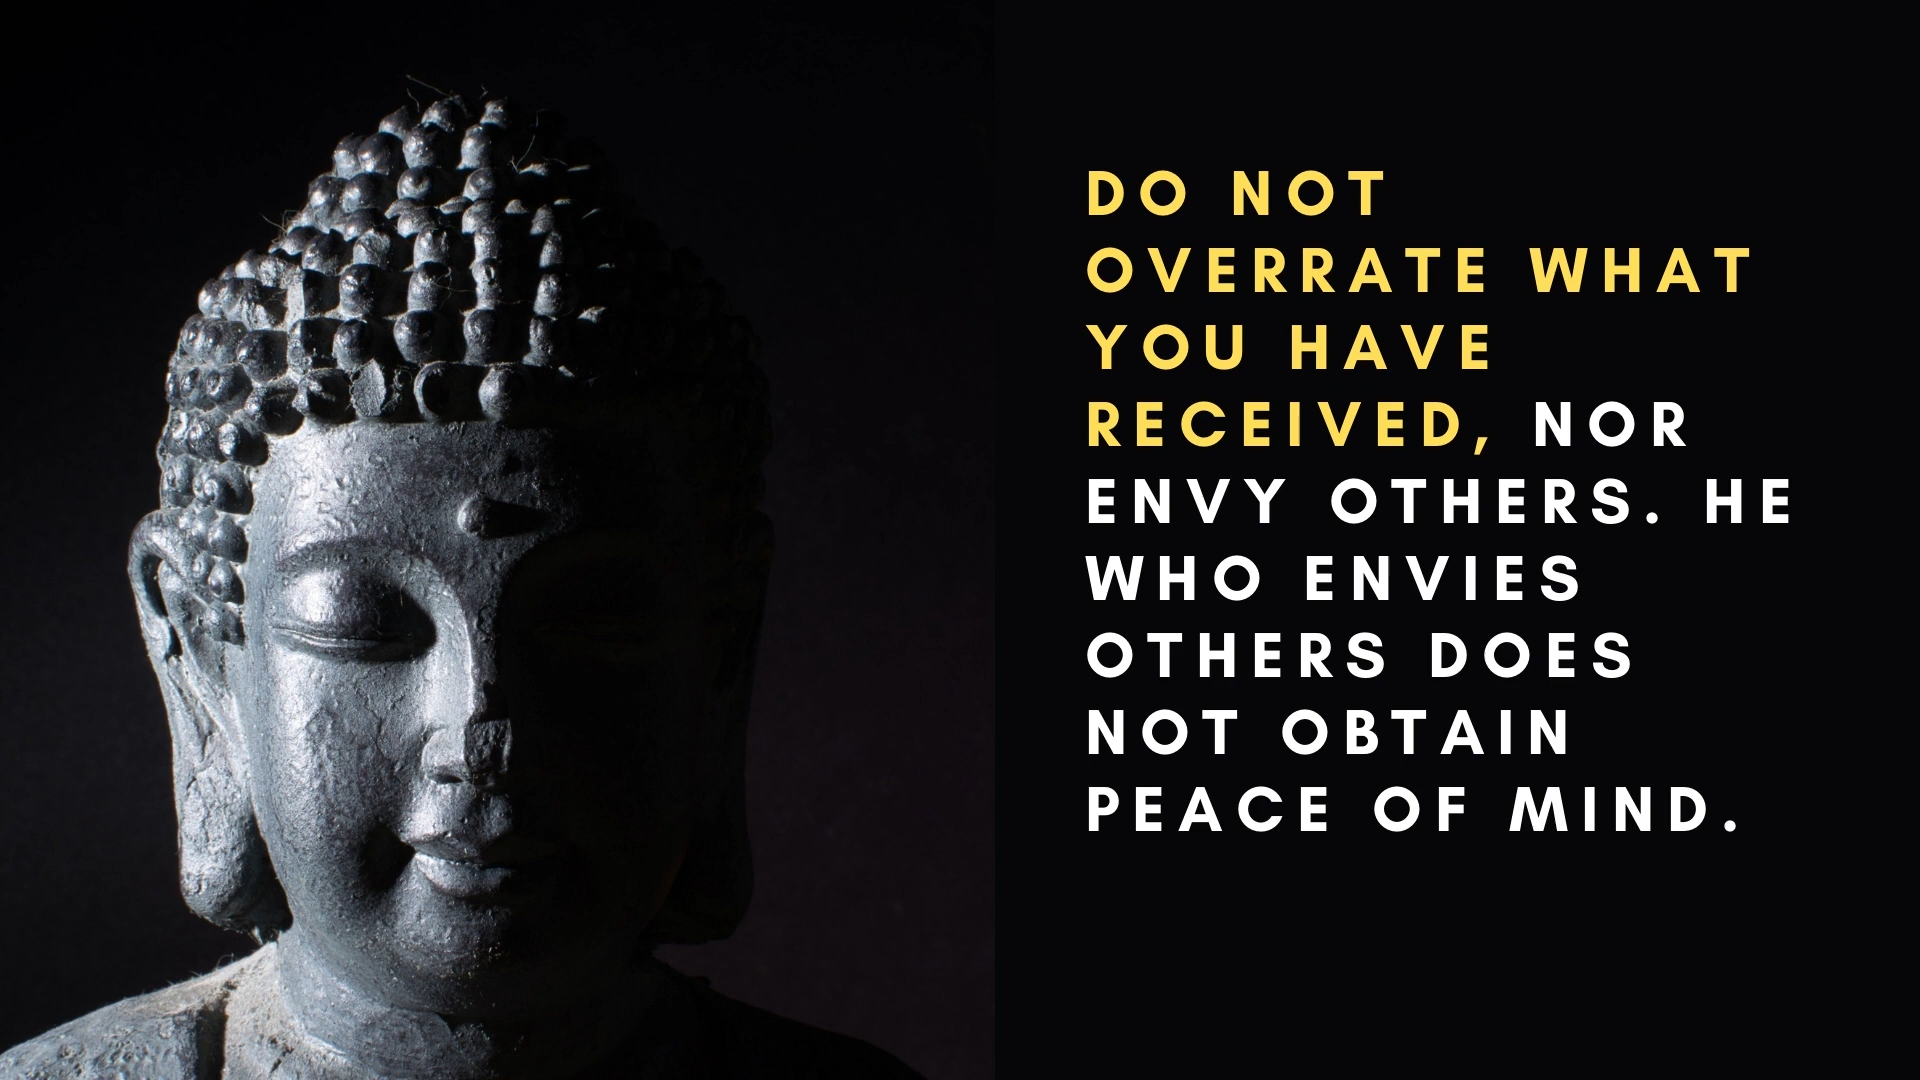 DO NOT
OVERRATE WHAT
YOU HAVE
RECEIVED, NOR
ENVY OTHERS. HE
WHO ENVIES
OTHERS DOES
NOT OBTAIN
PEACE OF MIND.